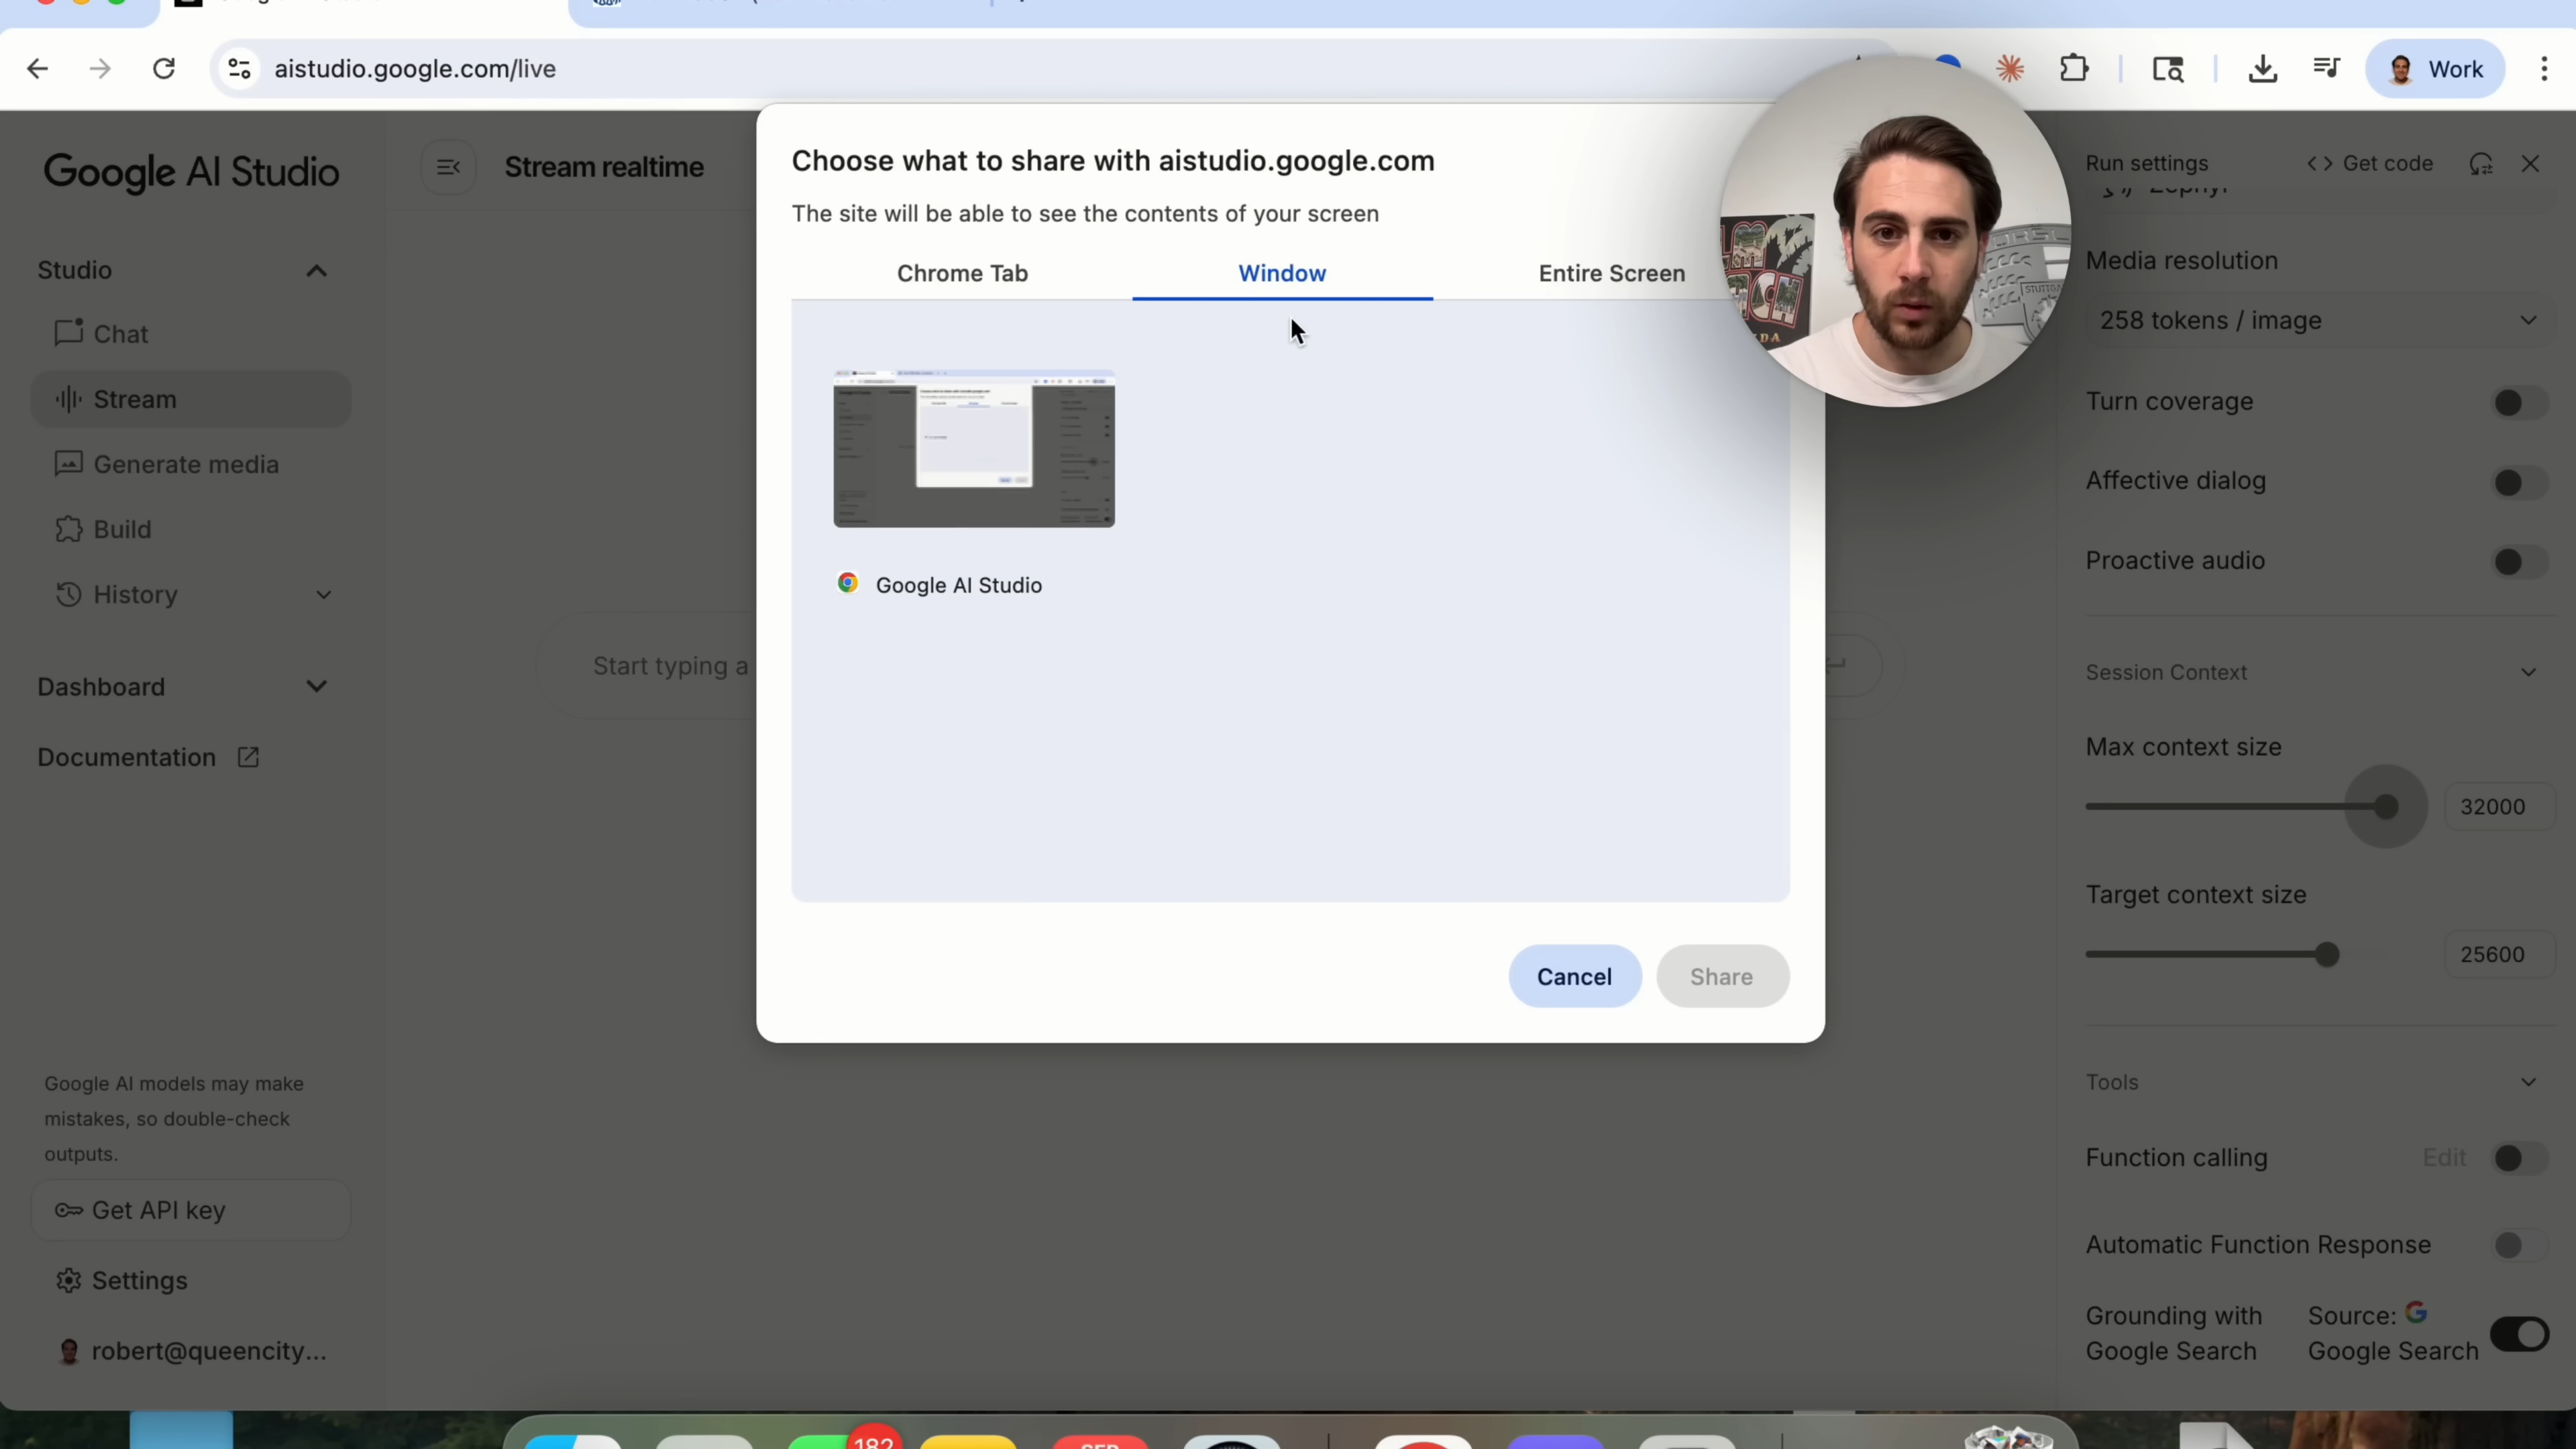 aistudio.google.com/live
Work
Google AI Studio
Stream realtime
Studio
Chat
Stream
Generate media
Build
History
Dashboard
Documentation
Google AI models may make
mistakes, so double-check
outputs.
Get API key
Settings
robert@queencity...
Start typing a
Choose what to share with aistudio.google.com
The site will be able to see the contents of your screen
Chrome Tab
Window
Entire Screen
Google AI Studio
Cancel
Share
Run settings
Get code
Zephyr
Media resolution
258 tokens / image
Turn coverage
Affective dialog
Proactive audio
Session Context
Max context size
32000
Target context size
25600
Tools
Function calling
Edit
Automatic Function Response
Grounding with
Google Search
Source:
Google Search
182
SEP